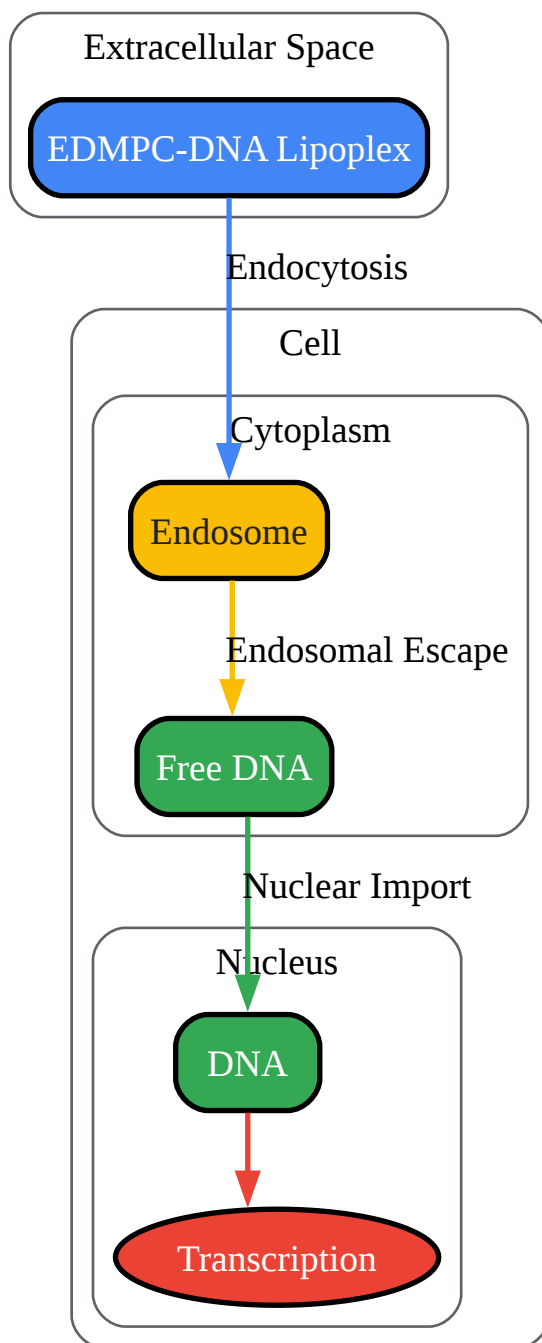 Extracellular Space
EDMPC-DNA Lipoplex
Endocytosis
Cell
Cytoplasm
Endosome
Endosomal Escape
Free DNA
Nuclear Import
Nucleus
DNA
Transcription